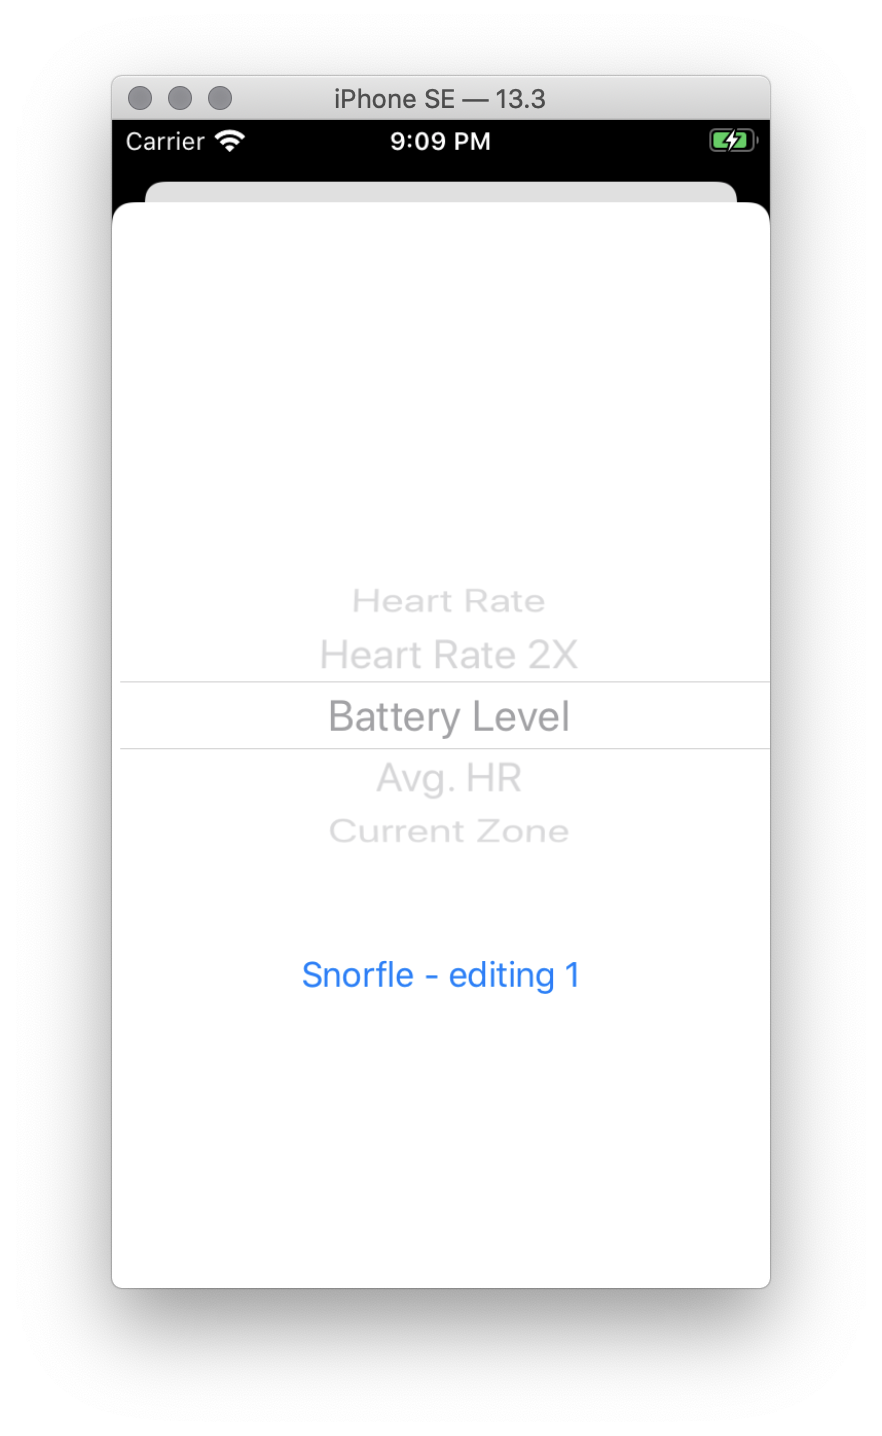 iPhone SE — 13.3
Carrier 9:09 PM
Heart Rate
Heart Rate 2X
Battery Level
Avg. HR
Current Zone
Snorfle - editing 1